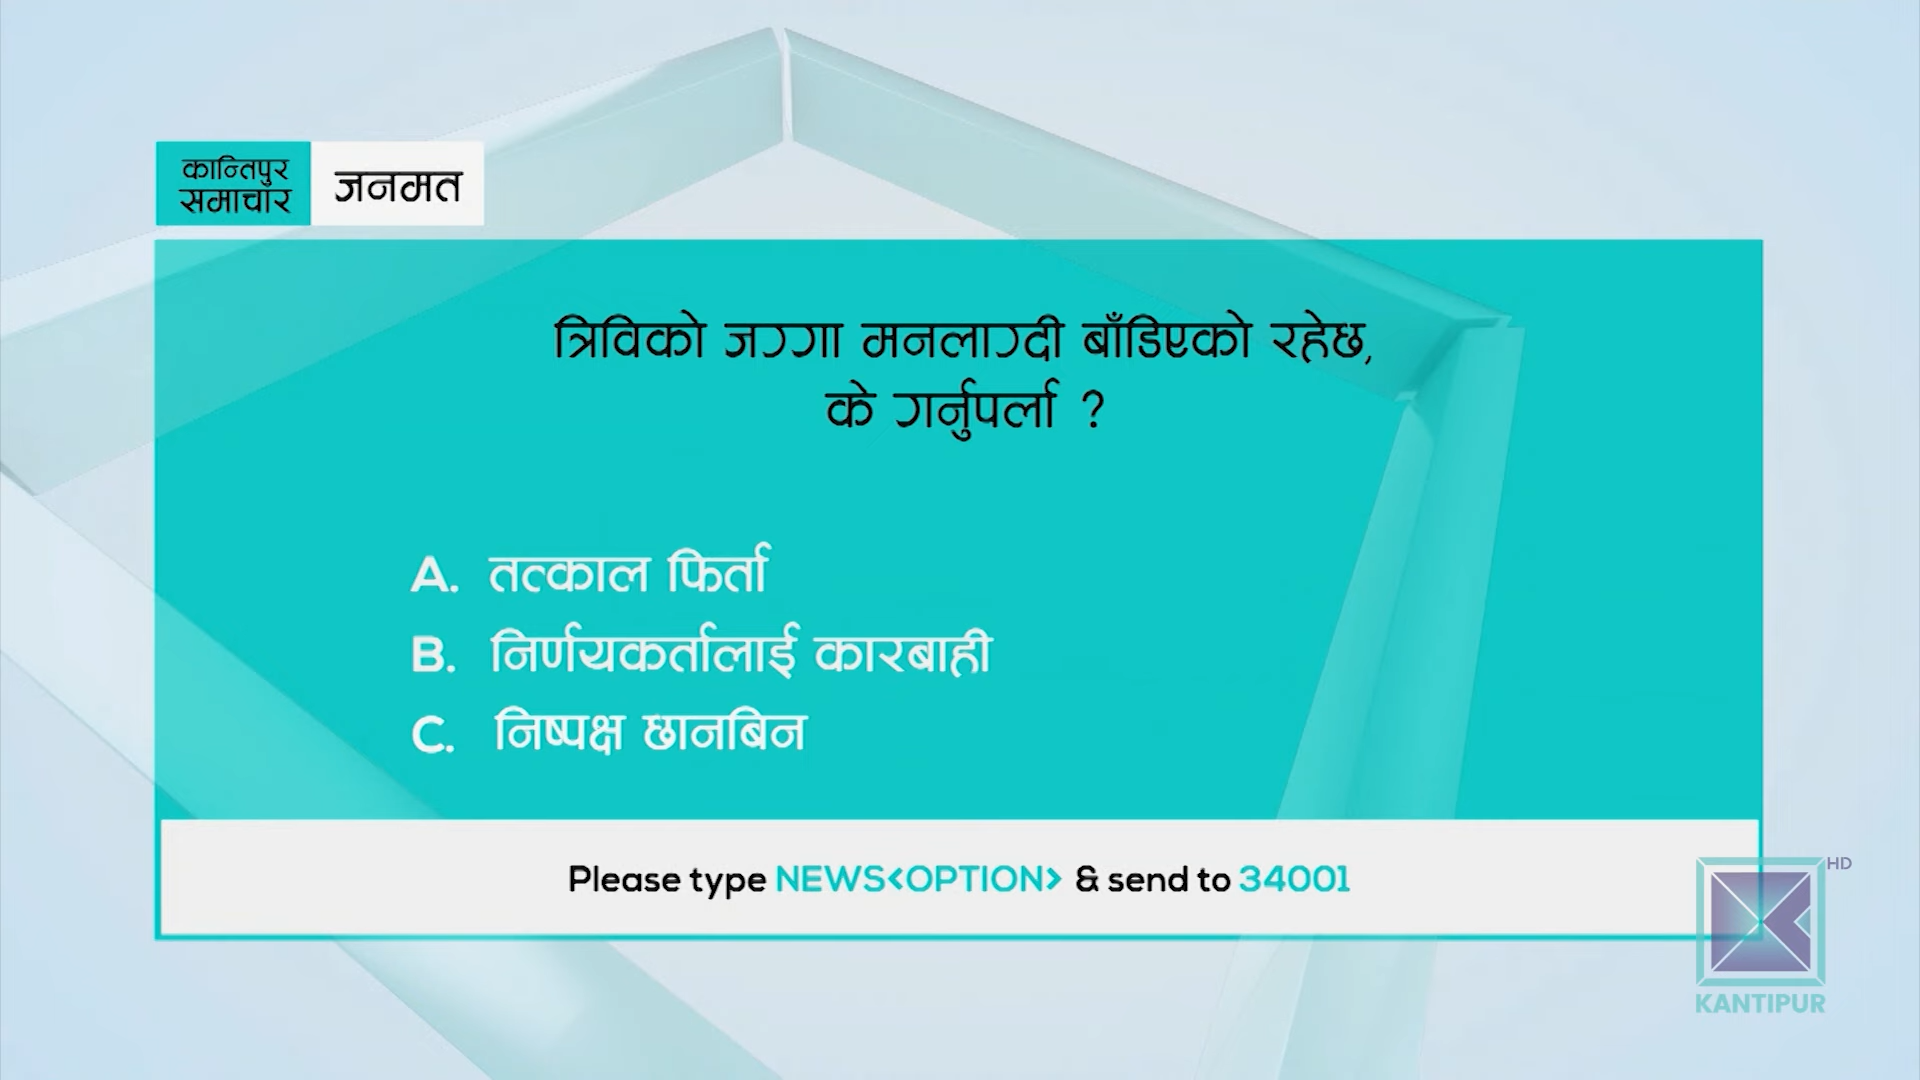 कान्तिपुर
समाचार
जनमत
त्रिविको जग्गा मनलाग्दी बाँडिएको रहेछ,
के गर्नुपर्ला ?
A. तत्काल फिर्ता
B. निर्णयकर्तालाई कारबाही
C. निष्पक्ष छानबिन
Please type NEWS<OPTION> & send to 34001
HD
KANTIPUR